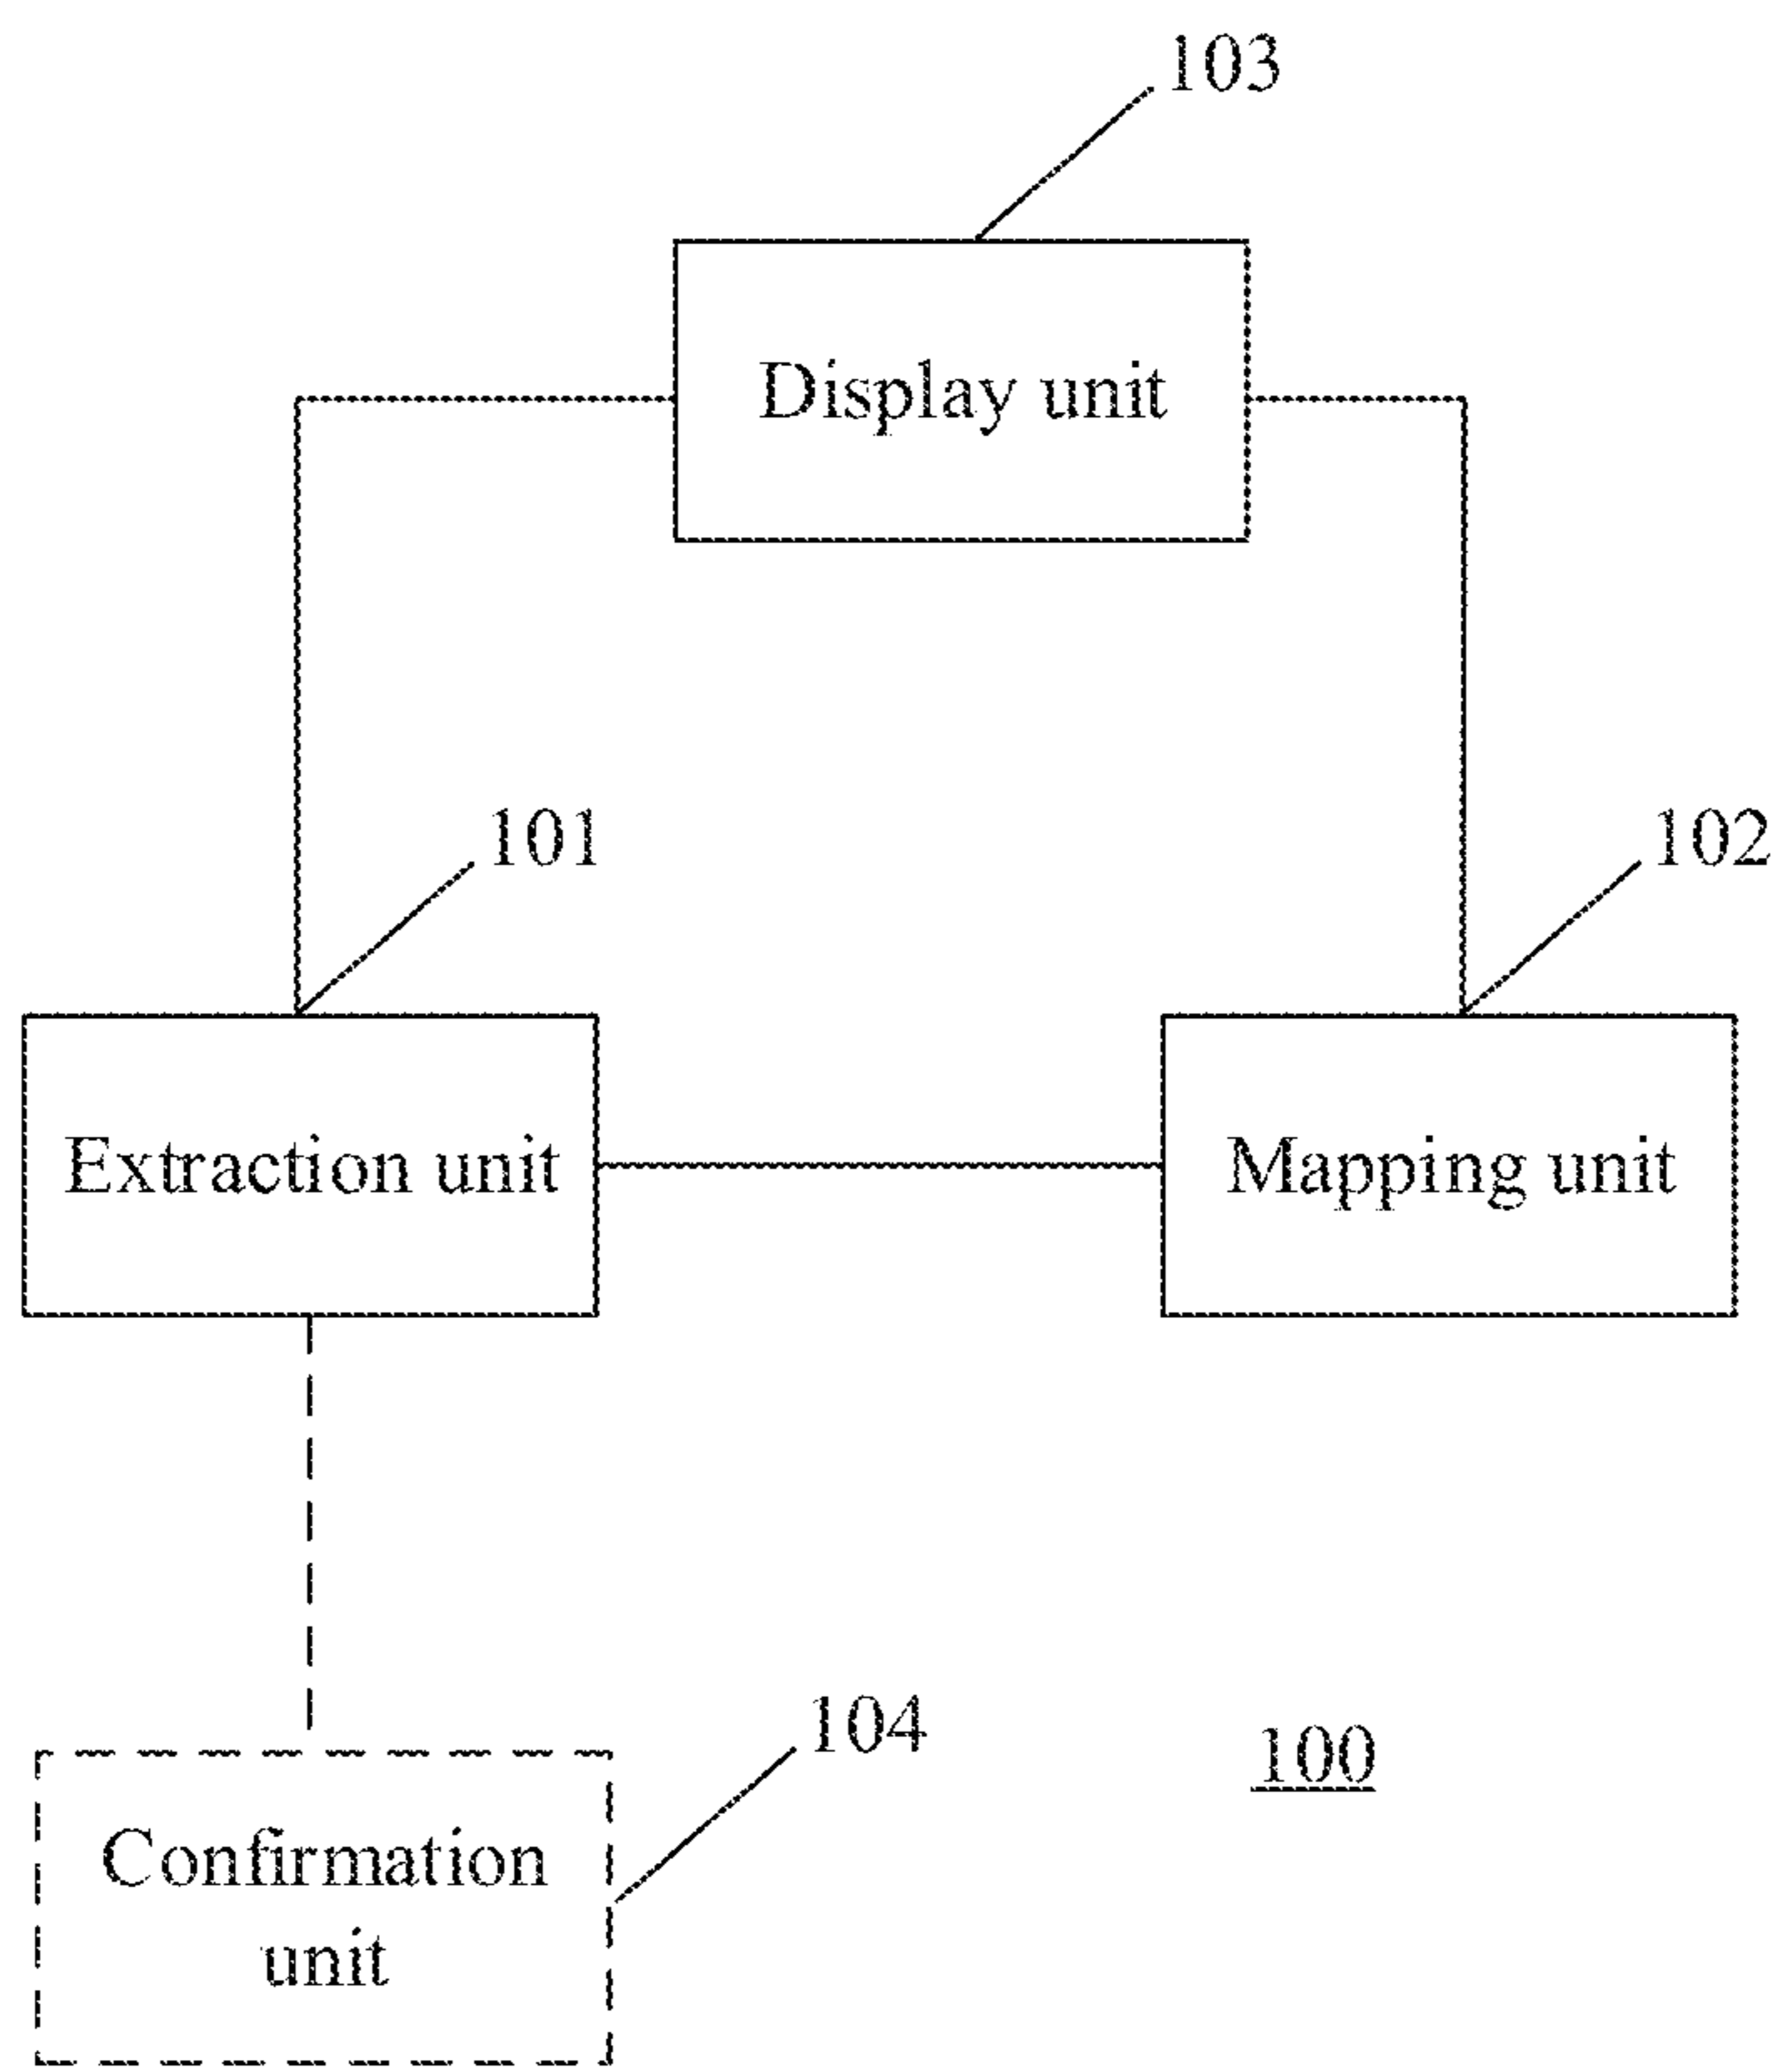 103
Display unit
101
102
Extraction unit
Mapping unit
104
100
Confirmation
unit